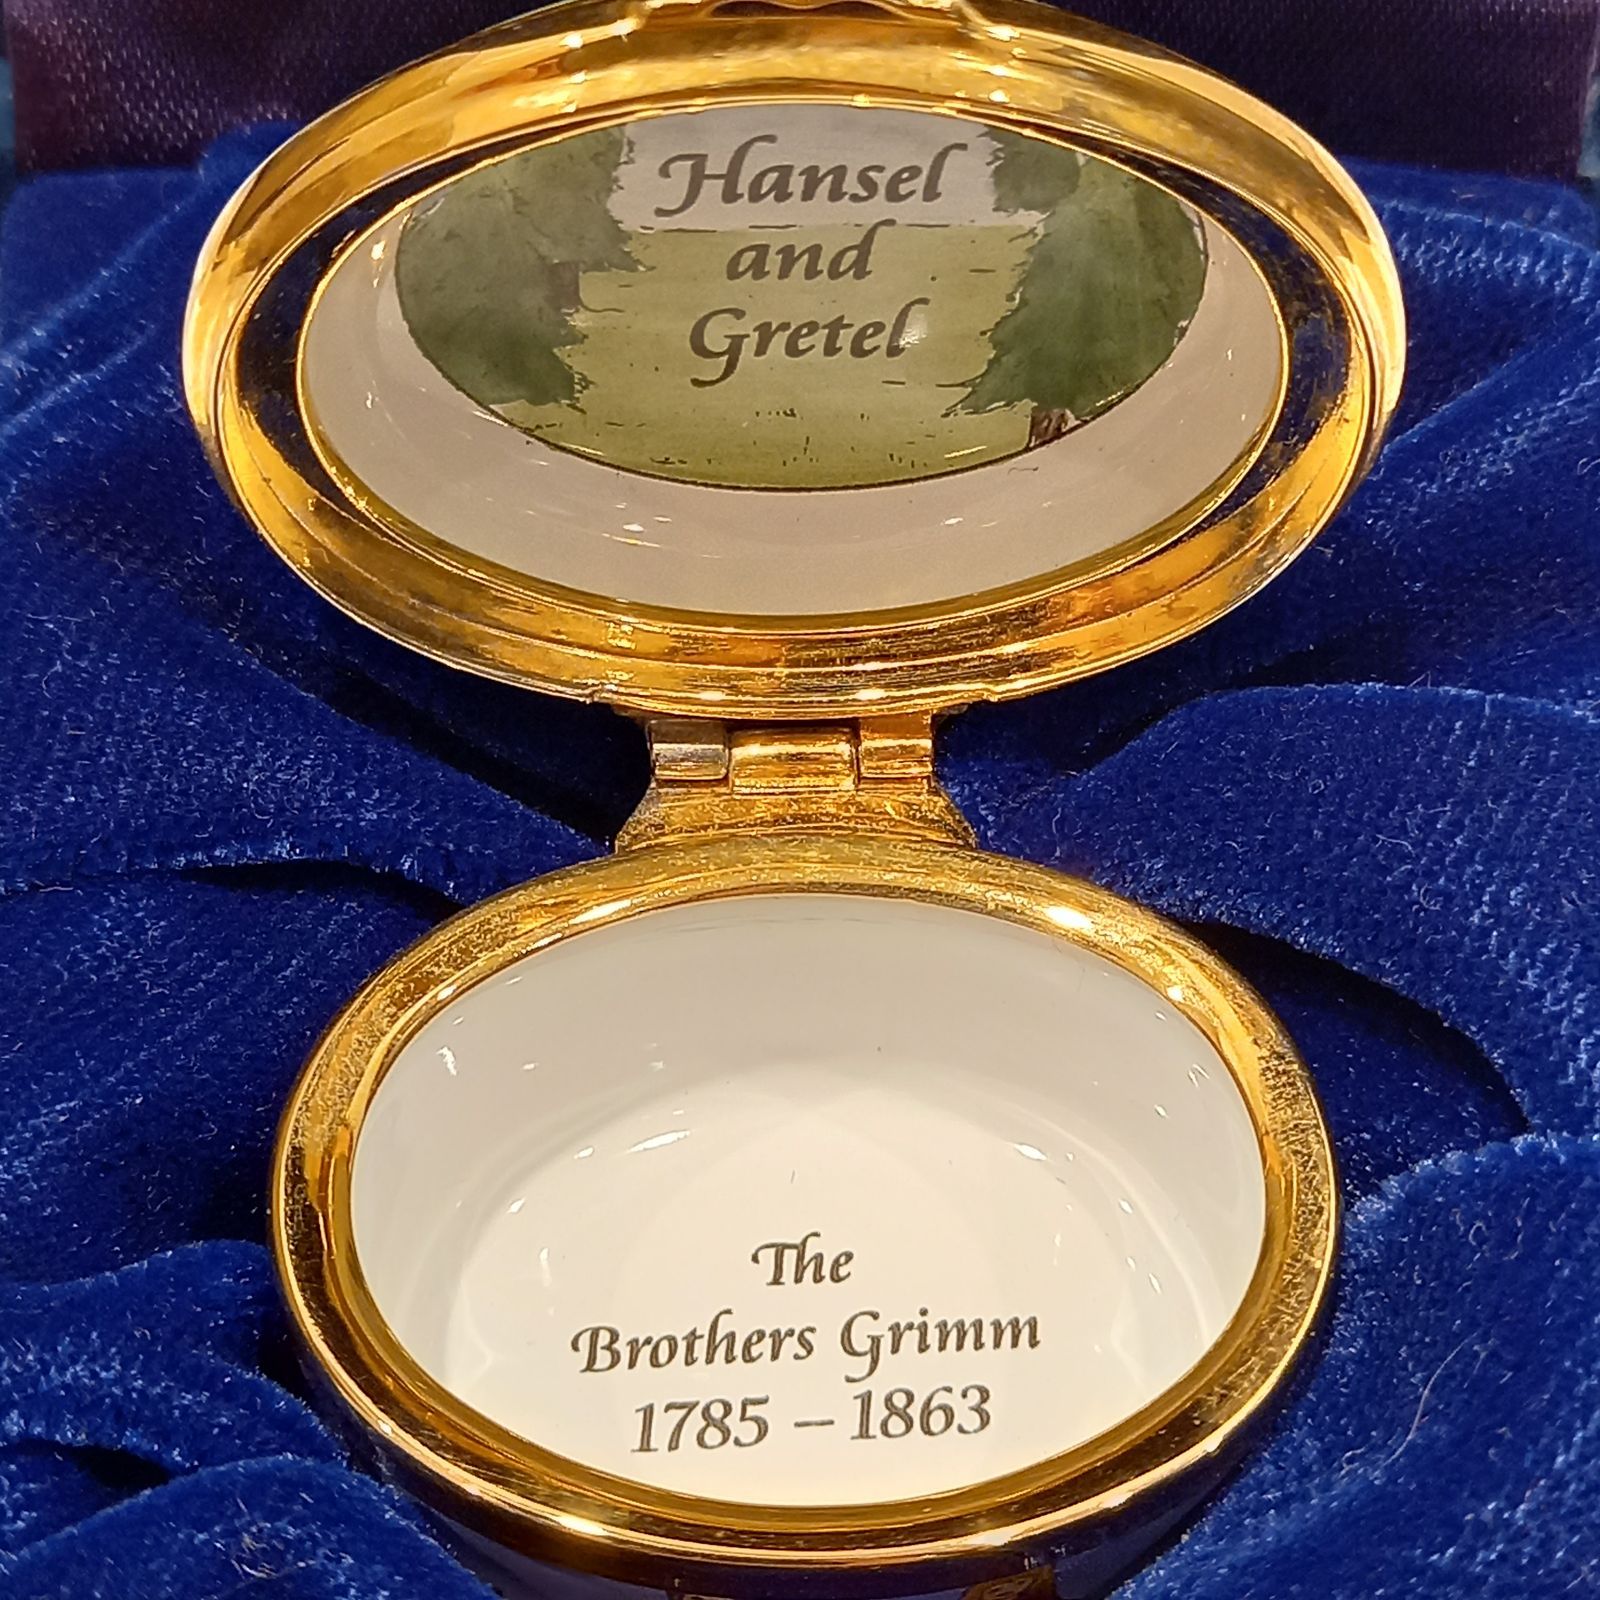 Hansel
and
Gretel
The
Brothers Grimm
1785 – 1863